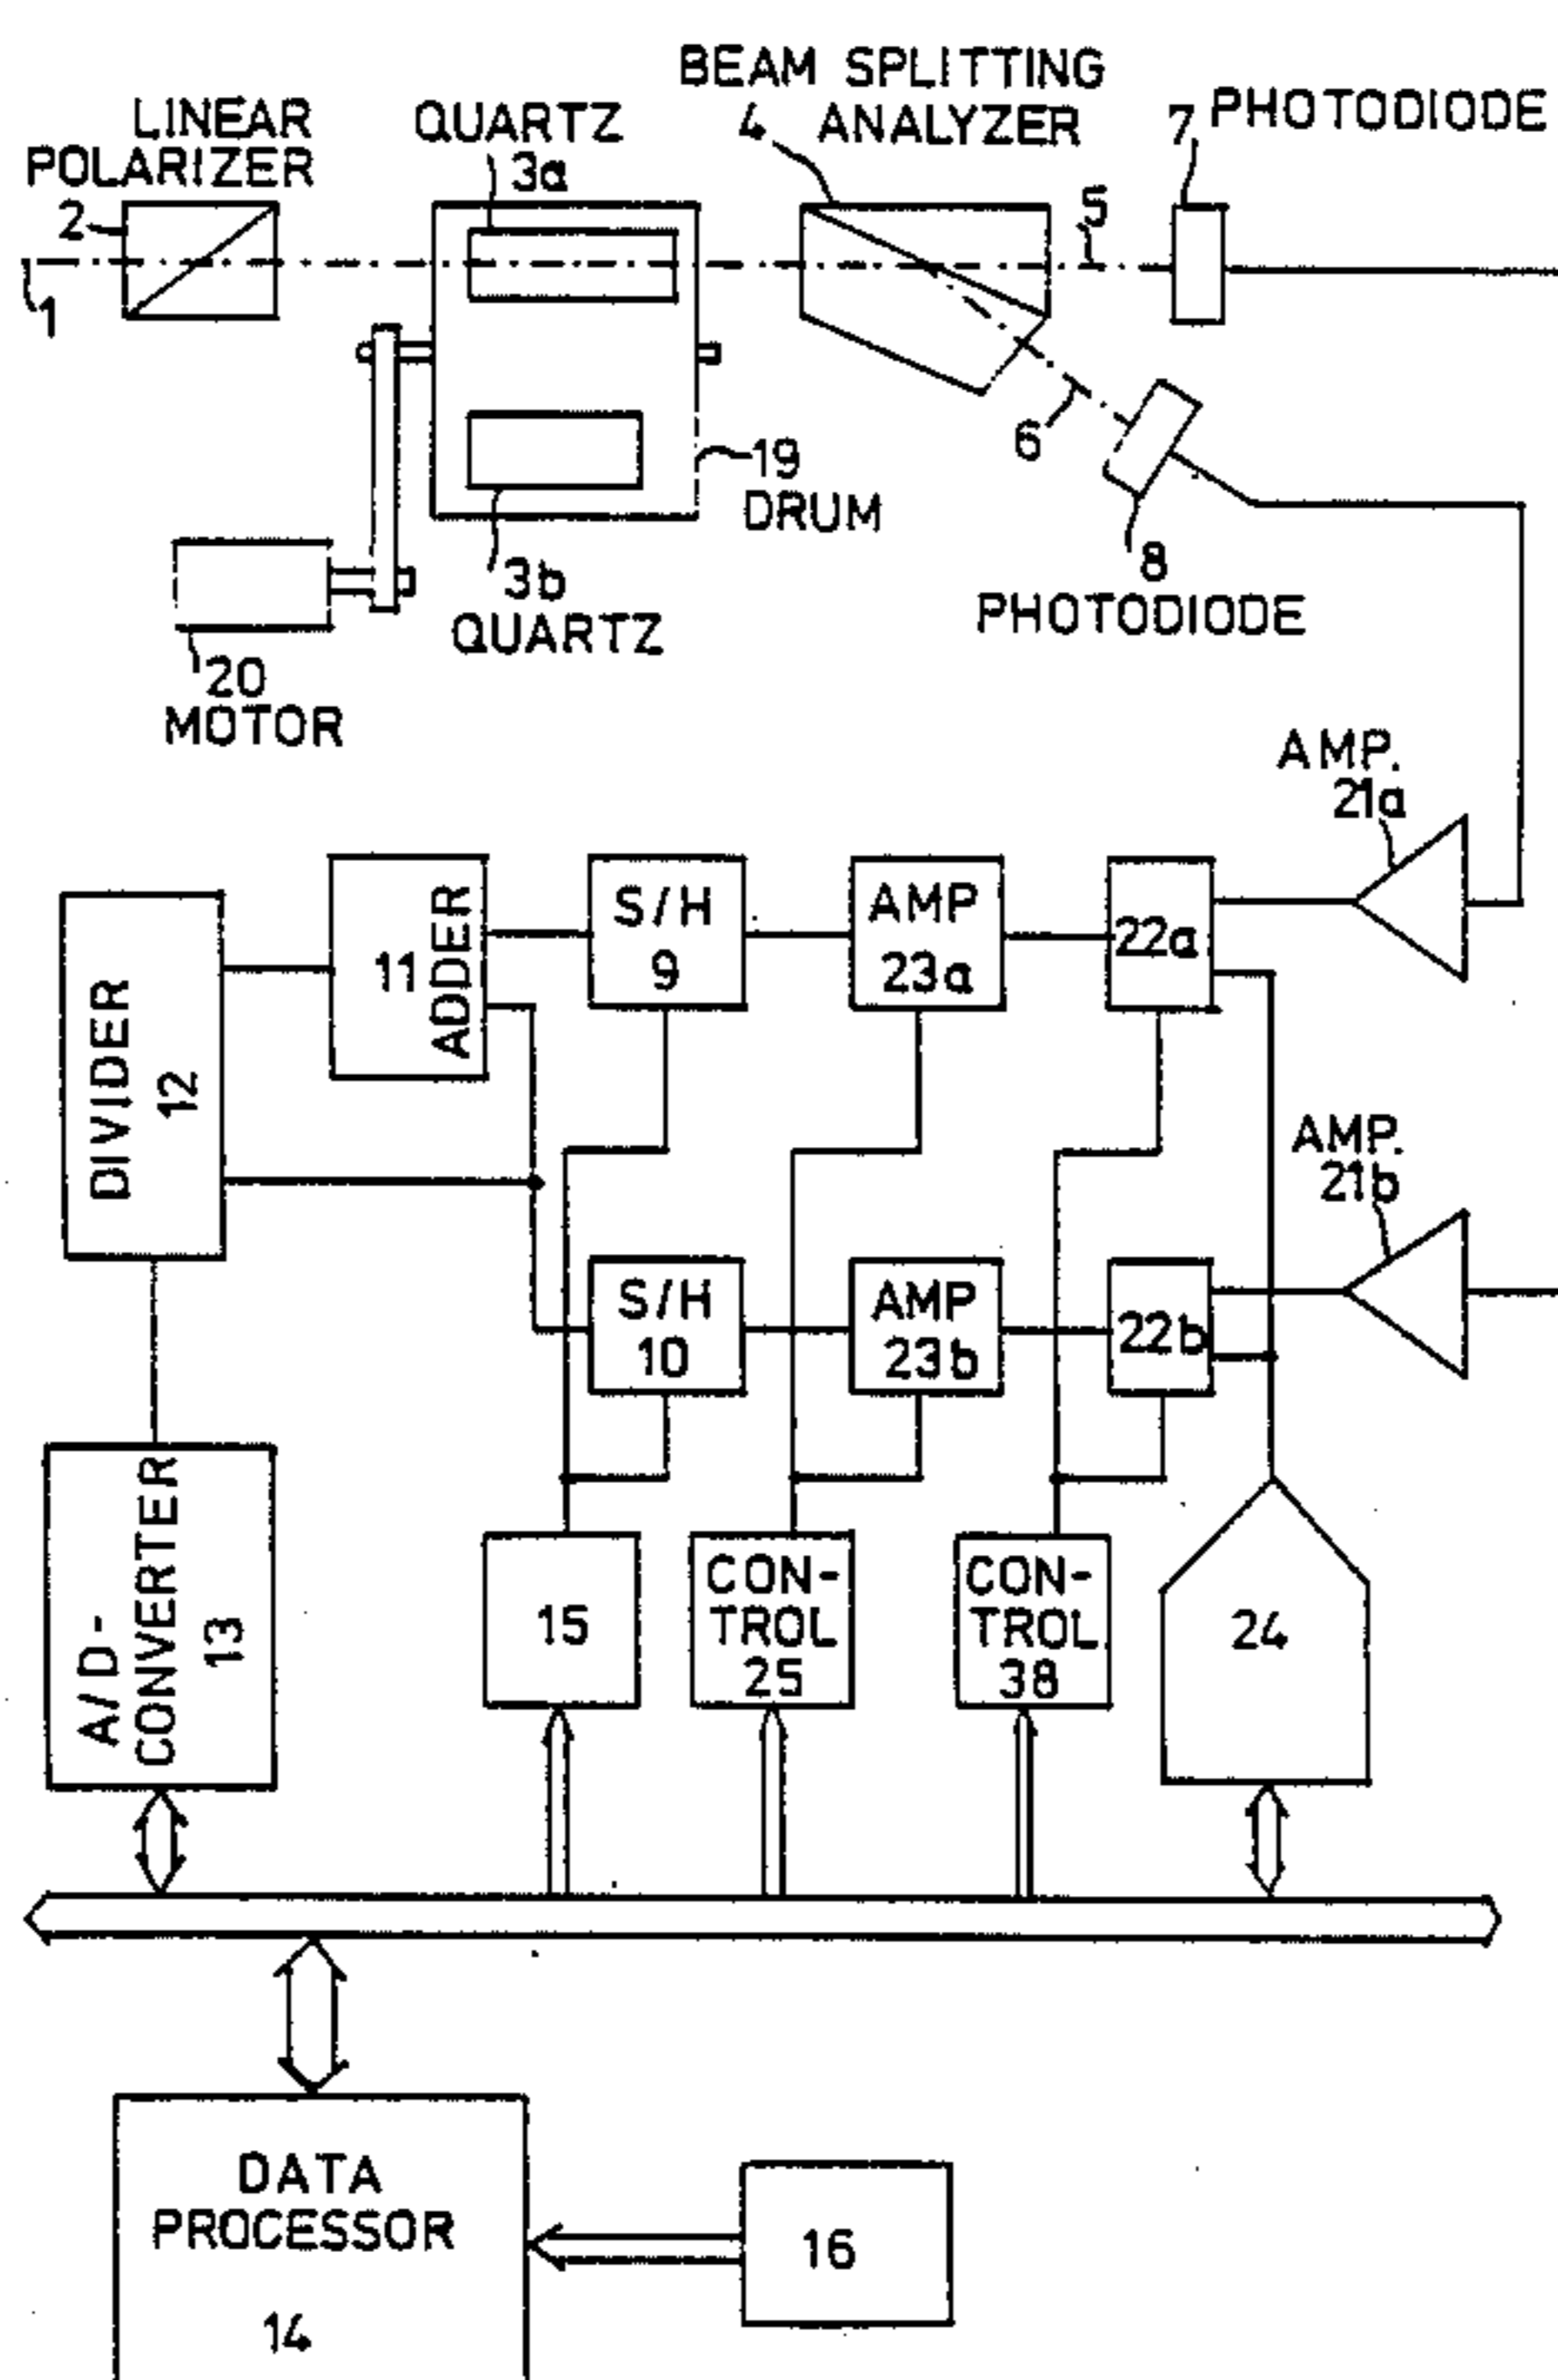 BEAM SPLITTING
4 ANALYZER
LINEAR
POLARIZER
2
1
QUARTZ
3a
7 PHOTODIODE
5
6
19
DRUM
3b
QUARTZ
8
PHOTODIODE
20
MOTOR
AMP.
21a
DIVIDER
12
11
ADDER
S/H
9
AMP
23a
22a
AMP.
21b
S/H
10
AMP
23b
22b
A/D-
CONVERTER
13
15
CON-
TROL
25
CON-
TROL
38
24
DATA
PROCESSOR
14
16